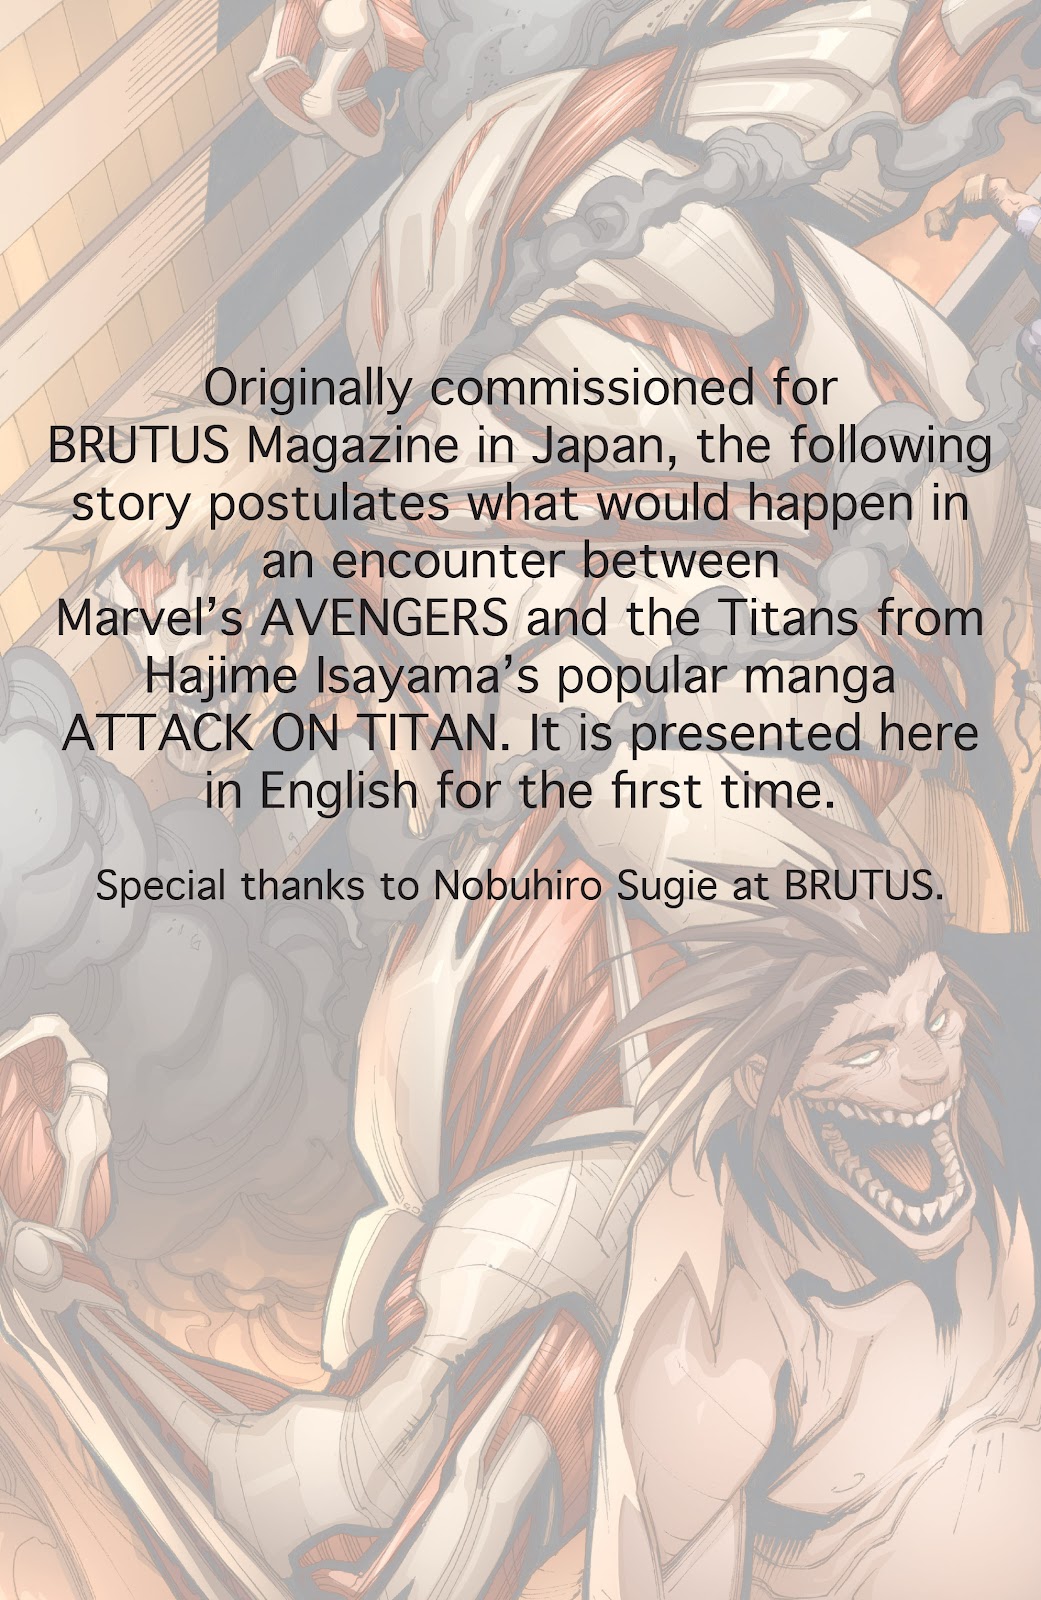 Originally commissioned for
BRUTUS Magazine in Japan, the following
story postulates what would happen in
an encounter between
Marvel’s AVENGERS and the Titans from
Hajime Isayama’s popular manga
ATTACK ON TITAN. It is presented here
in English for the first time.
Special thanks to Nobuhiro Sugie at BRUTUS.